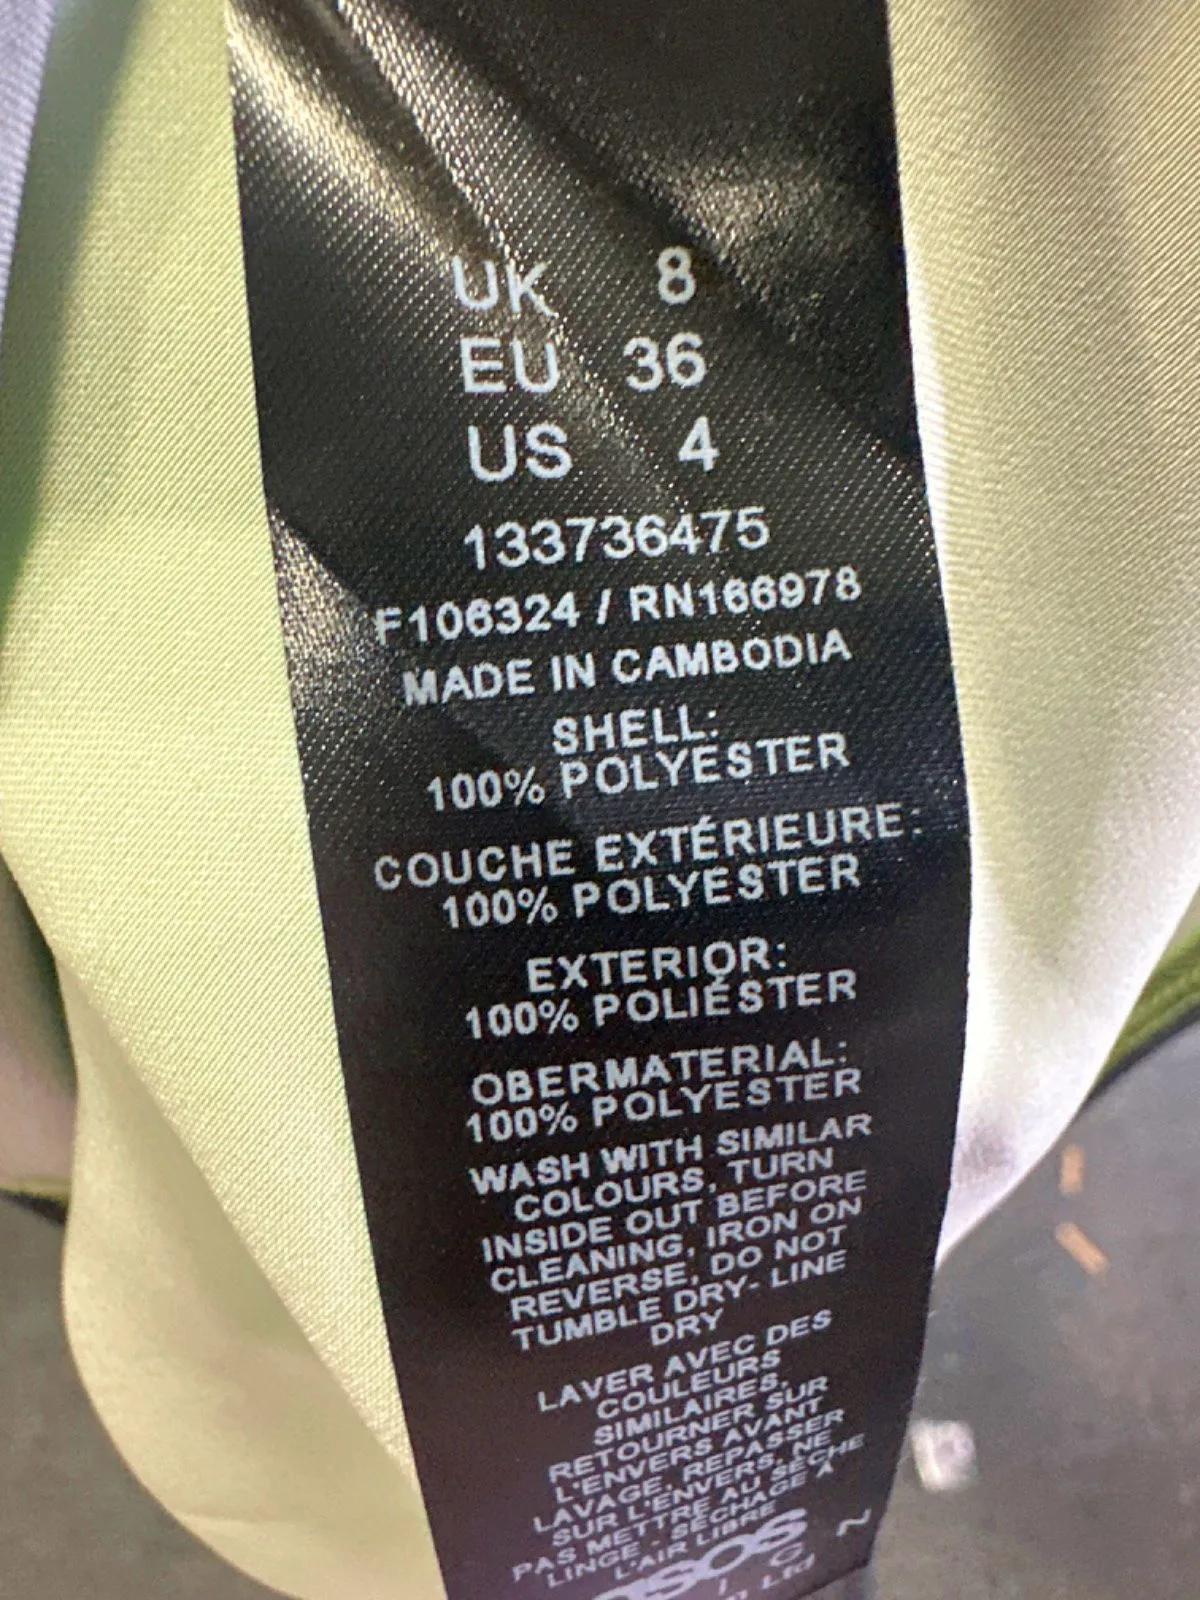 UK 8
EU 36
US 4
133736475
F106324 / RN166978
MADE IN CAMBODIA
SHELL:
100% POLYESTER
COUCHE EXTÉRIEURE:
100% POLYESTER
EXTERIOR:
100% POLIÉSTER
OBERMATERIAL:
100% POLYESTER
WASH WITH SIMILAR
COLOURS, TURN
INSIDE OUT BEFORE
CLEANING, IRON ON
REVERSE, DO NOT
TUMBLE DRY- LINE
DRY
LAVER AVEC DES
COULEURS
SIMILAIRES,
RETOURNER SUR
L'ENVERS AVANT
LAVAGE, REPASSER
SUR L'ENVERS, NE
PAS METTRE AU SÈCHE
LINGE - SÉCHAGE À
L'AIR LIBRE
Ltd